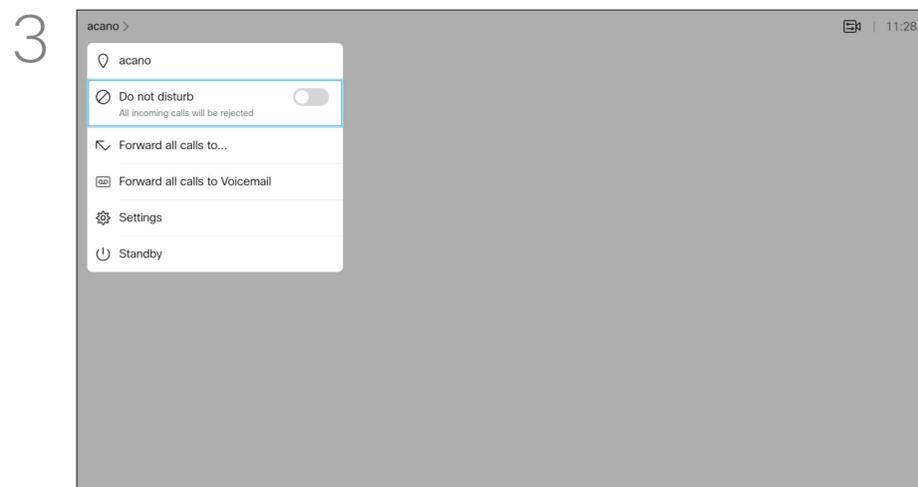 3
acano >
| 11:28
acano
Do not disturb
All incoming calls will be rejected
Forward all calls to...
Forward all calls to Voicemail
Settings
Standby